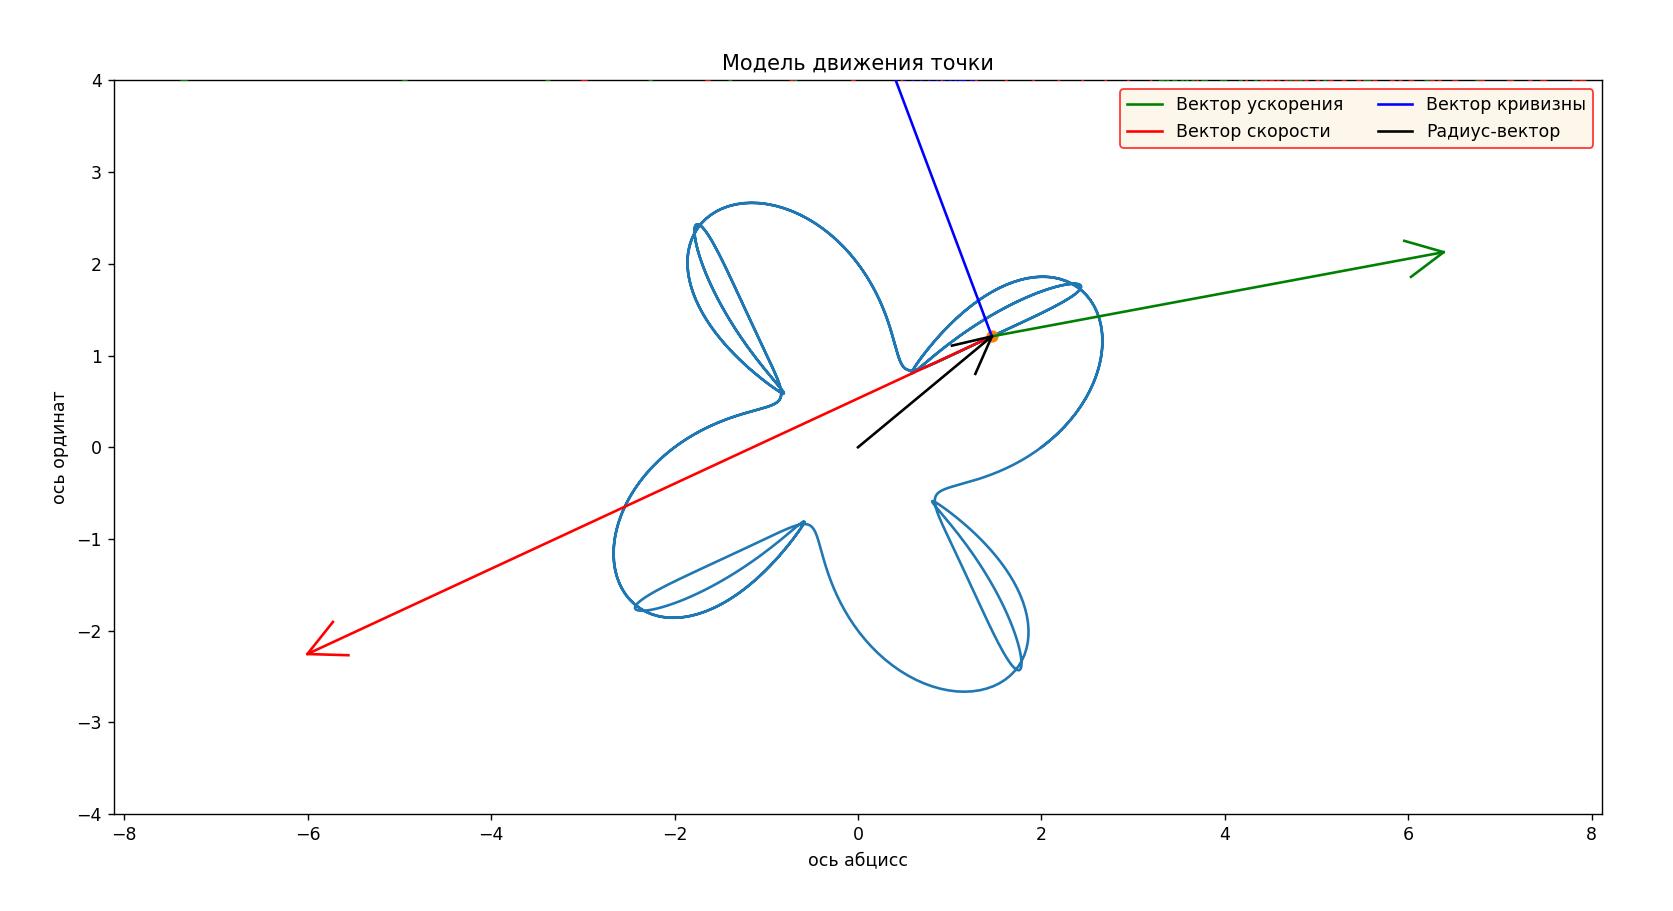 Модель движения точки
Вектор ускорения
Вектор скорости
Вектор кривизны
Радиус-вектор
ось ординат
4
3
2
1
0
−1
−2
−3
−4
−8 −6 −4 −2 0 2 4 6 8
ось абцисс